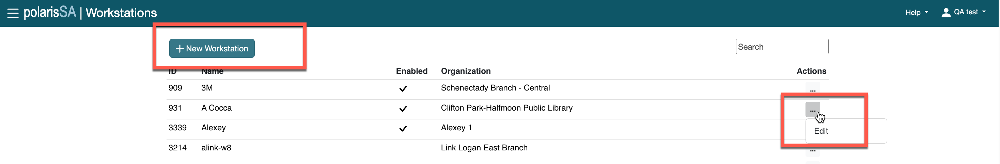 polarisSA | Workstations Help QA test
+ New Workstation Search
ID Name Enabled Organization Actions
909 3M ✓ Schenectady Branch - Central ...
931 A Cocca ✓ Clifton Park-Halfmoon Public Library ...
3339 Alexey ✓ Alexey 1
Edit
3214 alink-w8 Link Logan East Branch ...